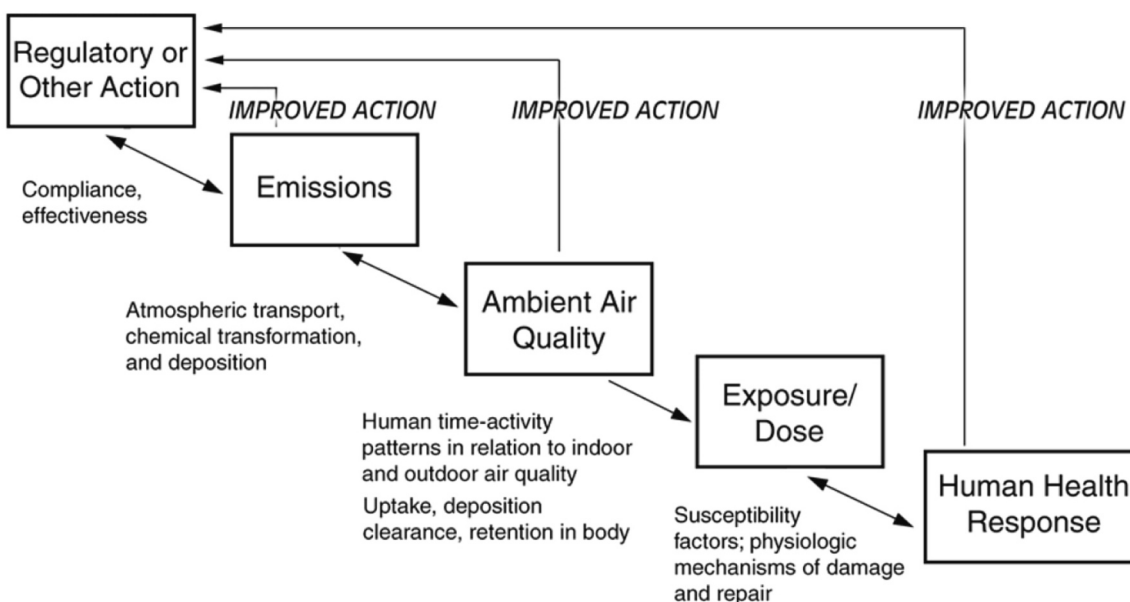 Regulatory or
Other Action
IMPROVED ACTION
IMPROVED ACTION
IMPROVED ACTION
Compliance,
effectiveness
Emissions
Atmospheric transport,
chemical transformation,
and deposition
Ambient Air
Quality
Human time-activity
patterns in relation to indoor
and outdoor air quality
Uptake, deposition
clearance, retention in body
Exposure/
Dose
Susceptibility
factors; physiologic
mechanisms of damage
and repair
Human Health
Response